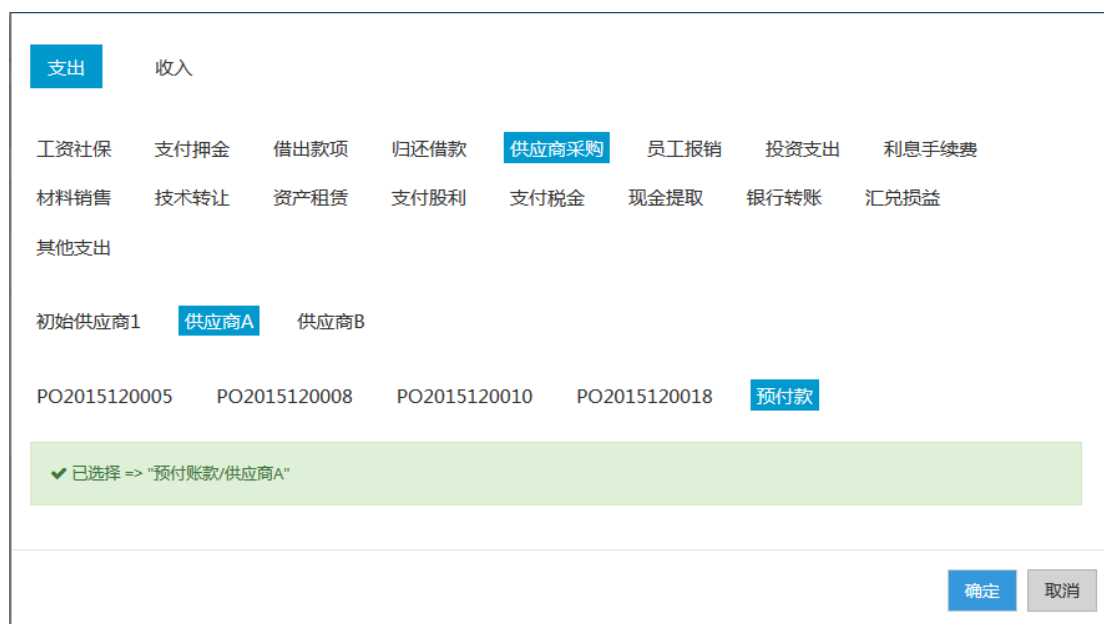 支出 收入
工资社保 支付押金 借出款项 归还借款 供应商采购 员工报销 投资支出 利息手续费
材料销售 技术转让 资产租赁 支付股利 支付税金 现金提取 银行转账 汇兑损益
其他支出
初始供应商1 供应商A 供应商B
PO2015120005 PO2015120008 PO2015120010 PO2015120018 预付款
✔ 已选择 => "预付账款/供应商A"
确定 取消